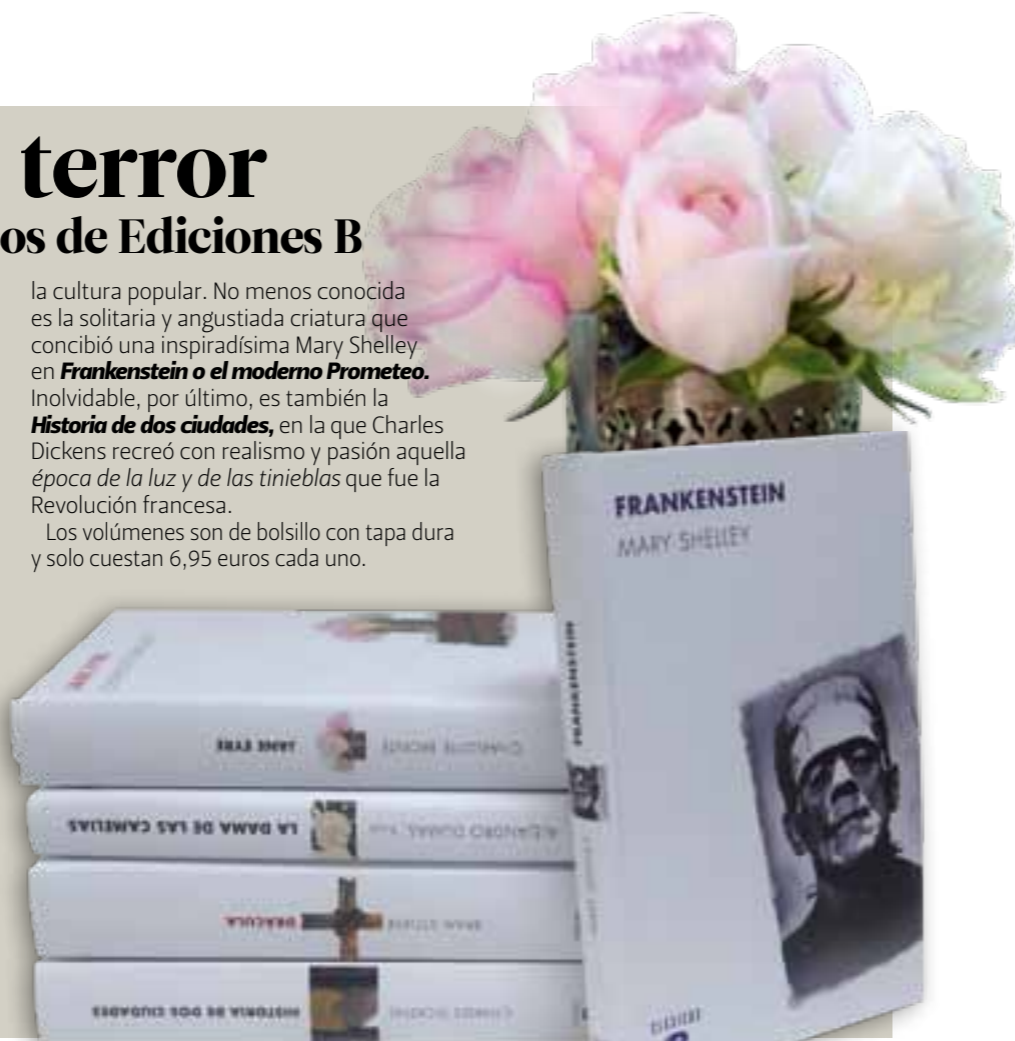 terror
os de Ediciones B
la cultura popular. No menos conocida
es la solitaria y angustiada criatura que
concibió una inspiradísima Mary Shelley
en Frankenstein o el moderno Prometeo.
Inolvidable, por último, es también la
Historia de dos ciudades, en la que Charles
Dickens recreó con realismo y pasión aquella
época de la luz y de las tinieblas que fue la
Revolución francesa.
Los volúmenes son de bolsillo con tapa dura
y solo cuestan 6,95 euros cada uno.
FRANKENSTEIN
MARY SHELLEY
FRANKENSTEIN
JANE EYRE
CHARLOTTE BRONTË
LA DAMA DE LAS CAMELIAS
ALEJANDRO DUMAS
DRÁCULA
BRAM STOKER
HISTORIA DE DOS CIUDADES
CHARLES DICKENS